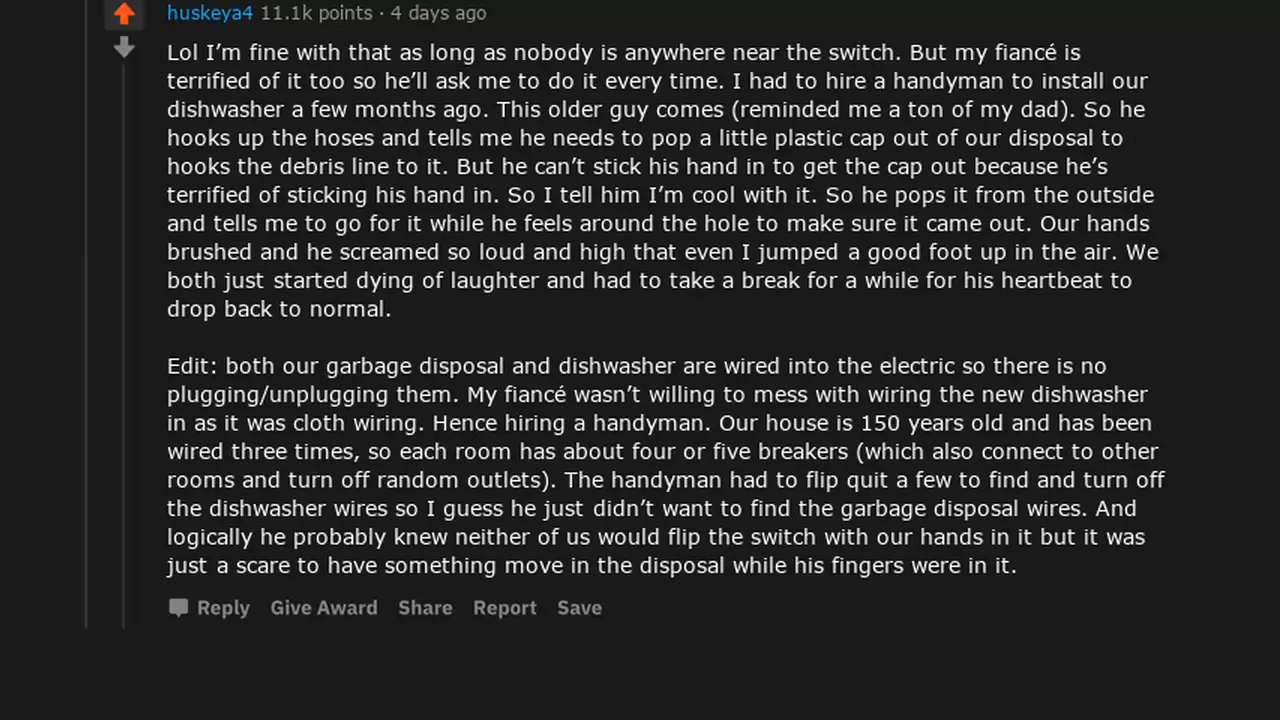 huskeya4 11.1k points · 4 days ago
Lol I’m fine with that as long as nobody is anywhere near the switch. But my fiancé is
terrified of it too so he’ll ask me to do it every time. I had to hire a handyman to install our
dishwasher a few months ago. This older guy comes (reminded me a ton of my dad). So he
hooks up the hoses and tells me he needs to pop a little plastic cap out of our disposal to
hooks the debris line to it. But he can’t stick his hand in to get the cap out because he’s
terrified of sticking his hand in. So I tell him I’m cool with it. So he pops it from the outside
and tells me to go for it while he feels around the hole to make sure it came out. Our hands
brushed and he screamed so loud and high that even I jumped a good foot up in the air. We
both just started dying of laughter and had to take a break for a while for his heartbeat to
drop back to normal.
Edit: both our garbage disposal and dishwasher are wired into the electric so there is no
plugging/unplugging them. My fiancé wasn’t willing to mess with wiring the new dishwasher
in as it was cloth wiring. Hence hiring a handyman. Our house is 150 years old and has been
wired three times, so each room has about four or five breakers (which also connect to other
rooms and turn off random outlets). The handyman had to flip quit a few to find and turn off
the dishwasher wires so I guess he just didn’t want to find the garbage disposal wires. And
logically he probably knew neither of us would flip the switch with our hands in it but it was
just a scare to have something move in the disposal while his fingers were in it.
Reply Give Award Share Report Save